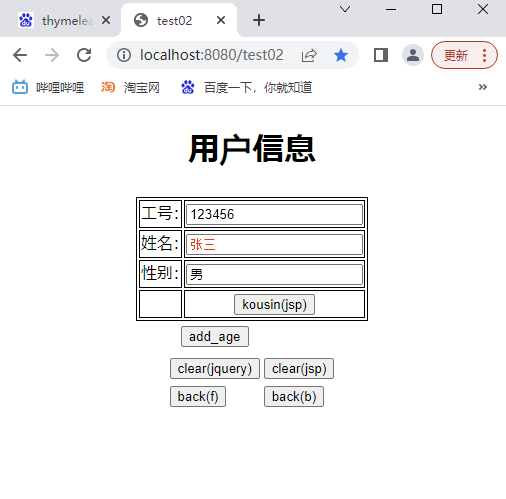 thymelea
test02
localhost:8080/test02
更新
哔哩哔哩
淘
淘宝网
百度一下,你就知道
用户信息
工号: 123456
姓名: 张三
性别: 男
kousin(jsp)
add_age
clear(jquery) clear(jsp)
back(f) back(b)